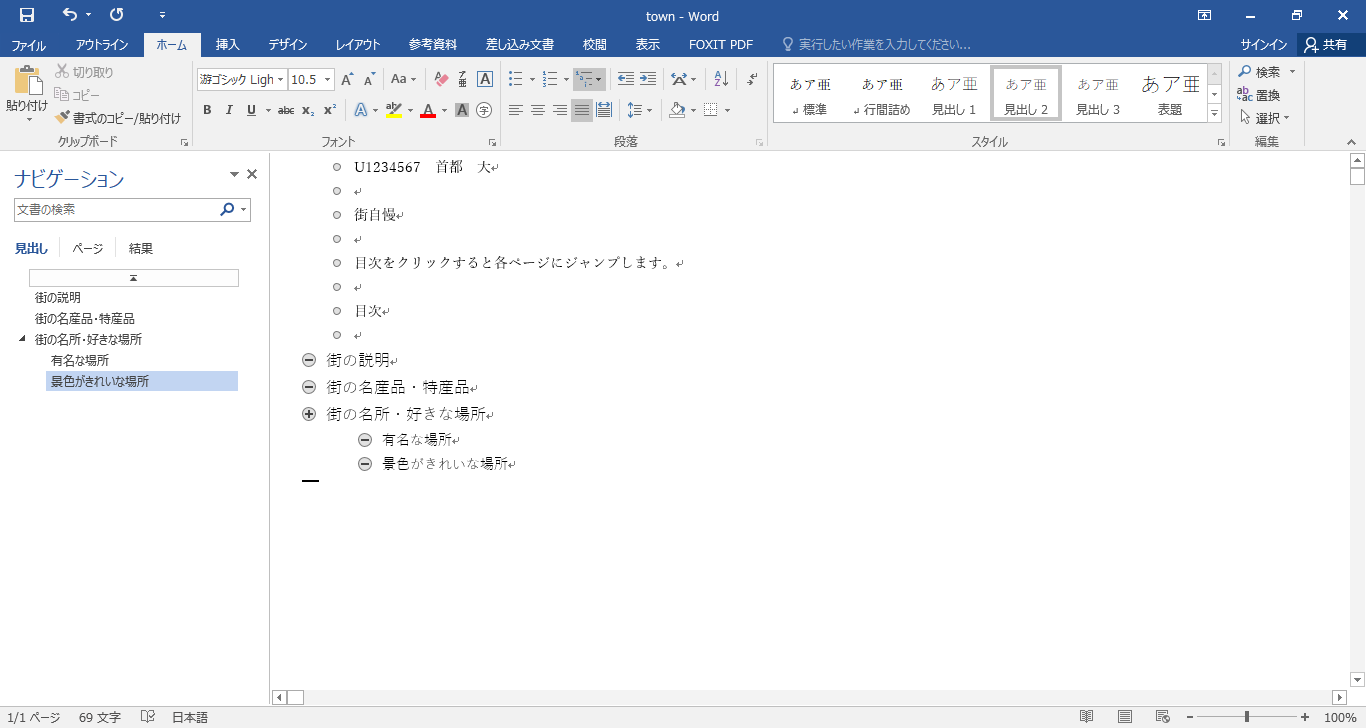 town - Word
ファイル アウトライン ホーム 挿入 デザイン レイアウト 参考資料 差し込み文書 校閲 表示 FOXIT PDF 実行したい作業を入力してください... サインイン 共有
切り取り
コピー
書式のコピー/貼り付け
貼り付け
クリップボード
游ゴシック Ligh 10.5 A A Aa ア亜 A
B I U abc x₂ x² A aby A A 字
フォント
段落
あア亜 あア亜 あア亜 あア亜 あア亜 あア亜
↲ 標準 ↲ 行間詰め 見出し 1 見出し 2 見出し 3 表題
スタイル
検索
置換
選択
編集
ナビゲーション
文書の検索
見出し ページ 結果
街の説明
街の名産品・特産品
街の名所・好きな場所
有名な場所
景色がきれいな場所
U1234567　首都　大↲
↲
街自慢↲
↲
目次をクリックすると各ページにジャンプします。↲
↲
目次↲
↲
街の説明↲
街の名産品・特産品↲
街の名所・好きな場所↲
有名な場所↲
景色がきれいな場所↲
1/1 ページ 69 文字 日本語 100%